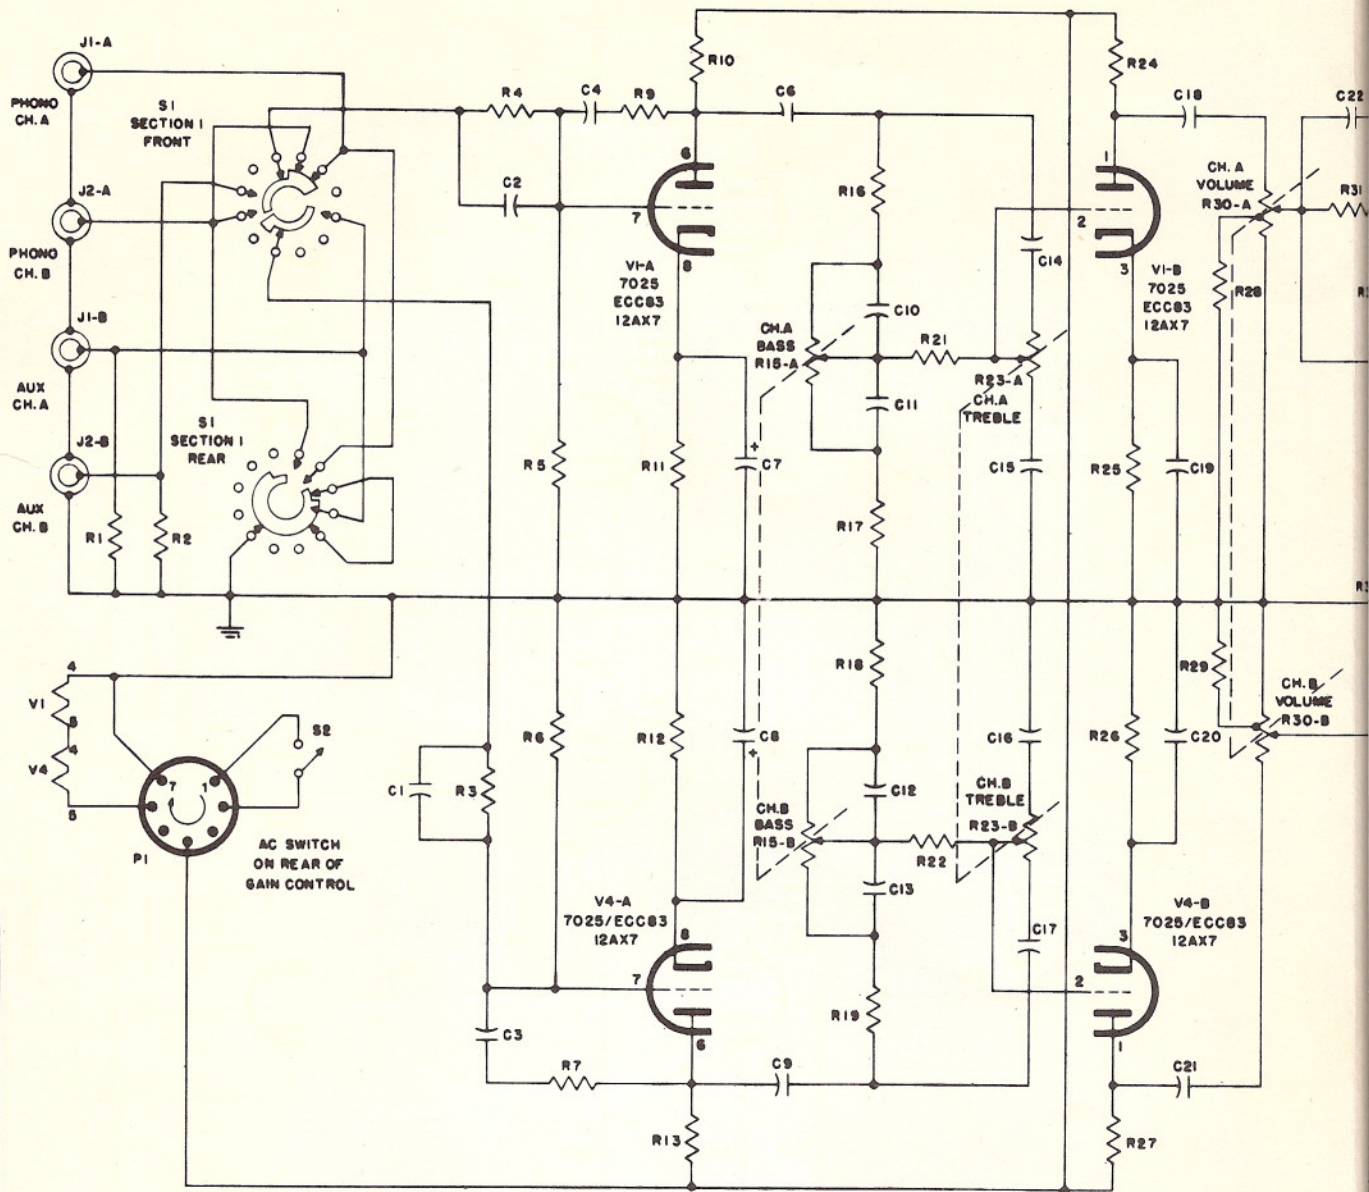 J1-A
PHONO
CH. A
J2-A
PHONO
CH. B
J1-B
AUX
CH. A
J2-B
AUX
CH. B
S1
SECTION 1
FRONT
S1
SECTION 1
REAR
R1
R2
R4
C4
R9
C2
R10
C6
6
7
8
V1-A
7025
ECC83
12AX7
R5
R11
C7
+
R16
C10
CH.A
BASS
R15-A
C11
R17
R21
C14
R23-A
CH.A
TREBLE
C15
R24
C18
1
2
3
V1-B
7025
ECC83
12AX7
R25
C19
CH. A
VOLUME
R30-A
R28
C22
R31
4
V1
5
4
V4
5
7
1
P1
S2
AC SWITCH
ON REAR OF
GAIN CONTROL
C1
R3
R6
R12
C8
+
R18
C12
CH.B
BASS
R15-B
C13
R19
R22
C16
CH.B
TREBLE
R23-B
C17
R26
C20
R29
CH. B
VOLUME
R30-B
V4-A
7025/ECC83
12AX7
8
7
6
C3
R7
C9
R13
V4-B
7025/ECC83
12AX7
3
2
1
C21
R27